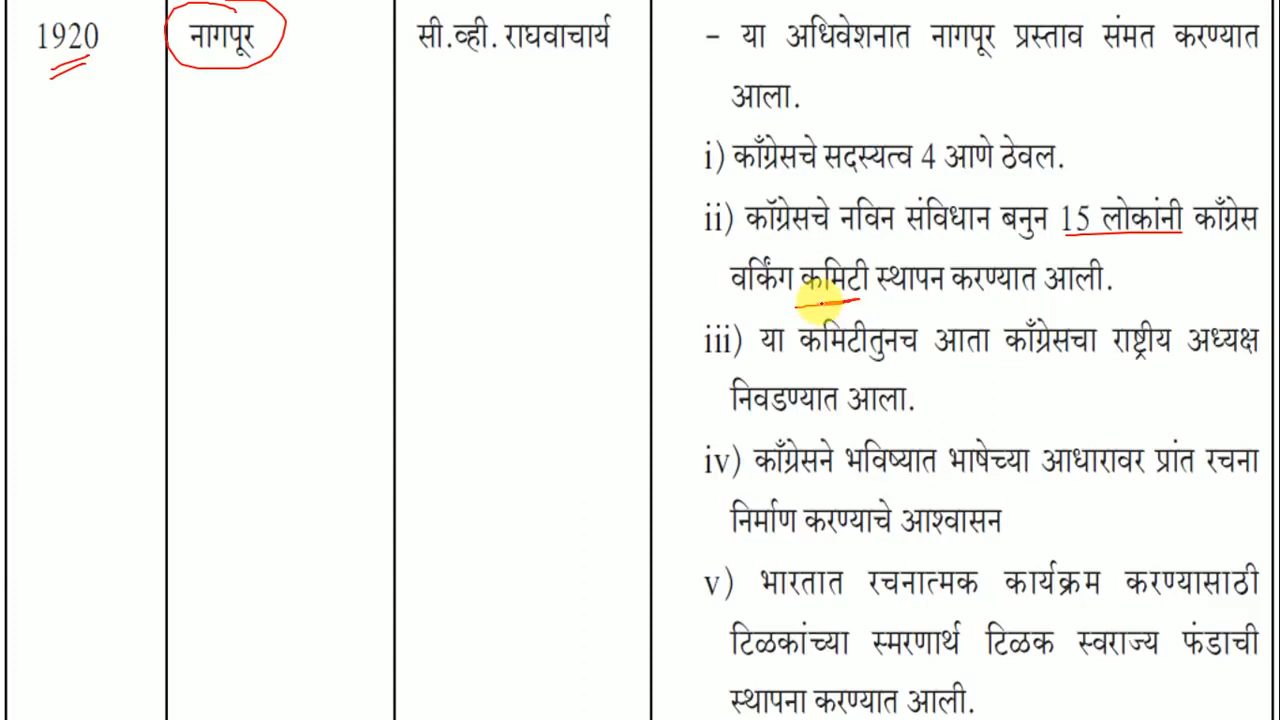 1920 नागपूर सी.व्ही. राघवाचार्य - या अधिवेशनात नागपूर प्रस्ताव संमत करण्यात
आला.
i) काँग्रेसचे सदस्यत्व 4 आणे ठेवल.
ii) कॉग्रेसचे नविन संविधान बनुन 15 लोकांनी काँग्रेस
वर्किंग कमिटी स्थापन करण्यात आली.
iii) या कमिटीतुनच आता काँग्रेसचा राष्ट्रीय अध्यक्ष
निवडण्यात आला.
iv) काँग्रेसने भविष्यात भाषेच्या आधारावर प्रांत रचना
निर्माण करण्याचे आश्वासन
v) भारतात रचनात्मक कार्यक्रम करण्यासाठी
टिळकांच्या स्मरणार्थ टिळक स्वराज्य फंडाची
स्थापना करण्यात आली.